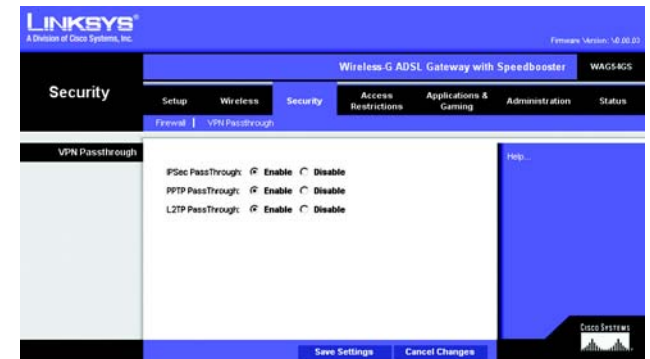 LINKSYS®
A Division of Cisco Systems, Inc.
Firmware Version: V0.00.03
Wireless-G ADSL Gateway with Speedbooster
WAG54GS
Security
Setup
Wireless
Security
Access Restrictions
Applications & Gaming
Administration
Status
Firewall | VPN Passthrough
VPN Passthrough
IPSec PassThrough: Enable Disable
PPTP PassThrough: Enable Disable
L2TP PassThrough: Enable Disable
Help...
Save Settings
Cancel Changes
CISCO SYSTEMS